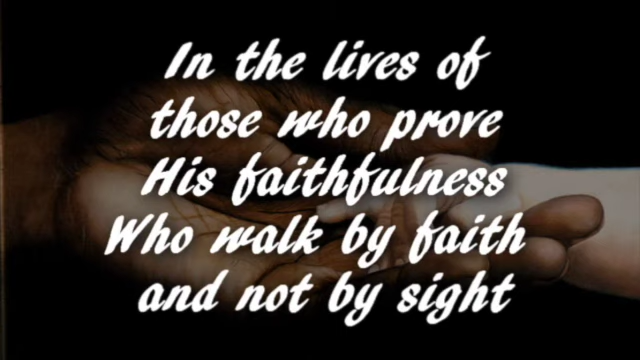 In the lives of
those who prove
His faithfulness
Who walk by faith
and not by sight